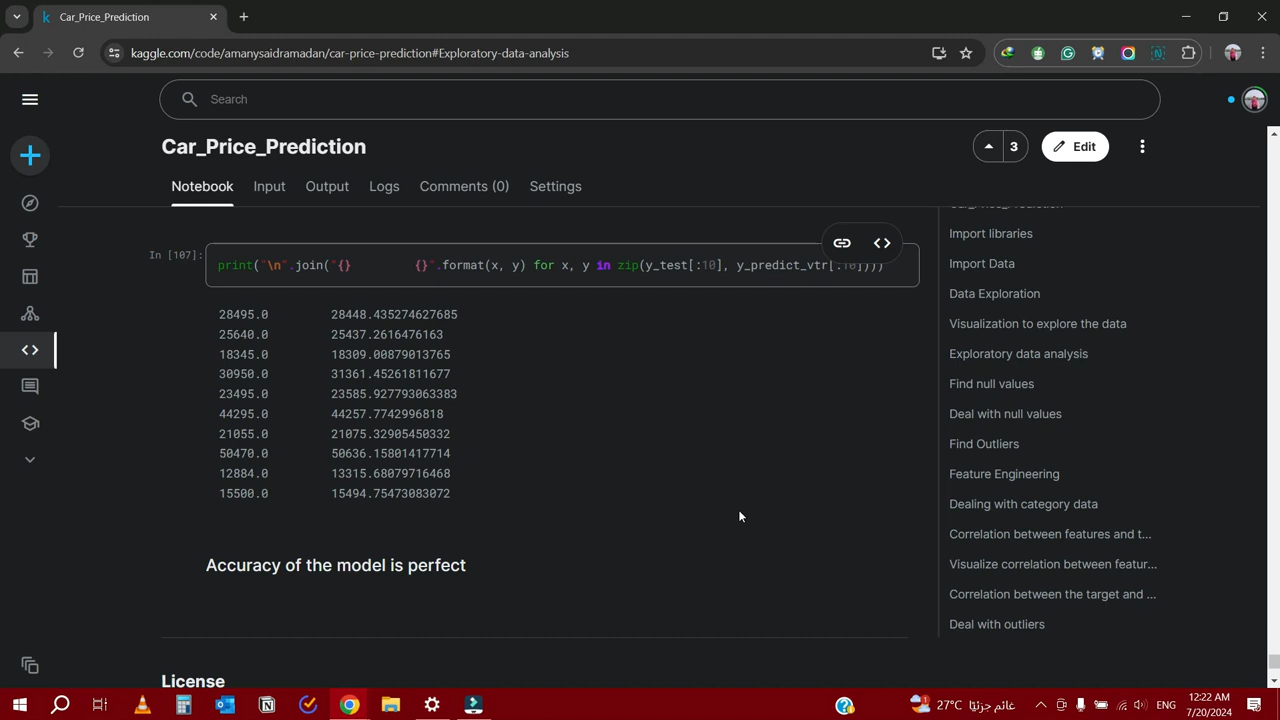 Car_Price_Prediction
kaggle.com/code/amanysaidramadan/car-price-prediction#Exploratory-data-analysis
Search
Car_Price_Prediction
3
Edit
Notebook
Input
Output
Logs
Comments (0)
Settings
In [107]:
print("\n".join("{}        {}".format(x, y) for x, y in zip(y_test[:10], y_predict_vtr[:10])))
28495.0 28448.435274627685
25640.0 25437.2616476163
18345.0 18309.00879013765
30950.0 31361.45261811677
23495.0 23585.927793063383
44295.0 44257.7742996818
21055.0 21075.32905450332
50470.0 50636.15801417714
12884.0 13315.68079716468
15500.0 15494.75473083072
Accuracy of the model is perfect
License
Car_Price_Prediction
Import libraries
Import Data
Data Exploration
Visualization to explore the data
Exploratory data analysis
Find null values
Deal with null values
Find Outliers
Feature Engineering
Dealing with category data
Correlation between features and t...
Visualize correlation between featur...
Correlation between the target and ...
Deal with outliers
27°C غائم جزئيًا
ENG
12:22 AM
7/20/2024